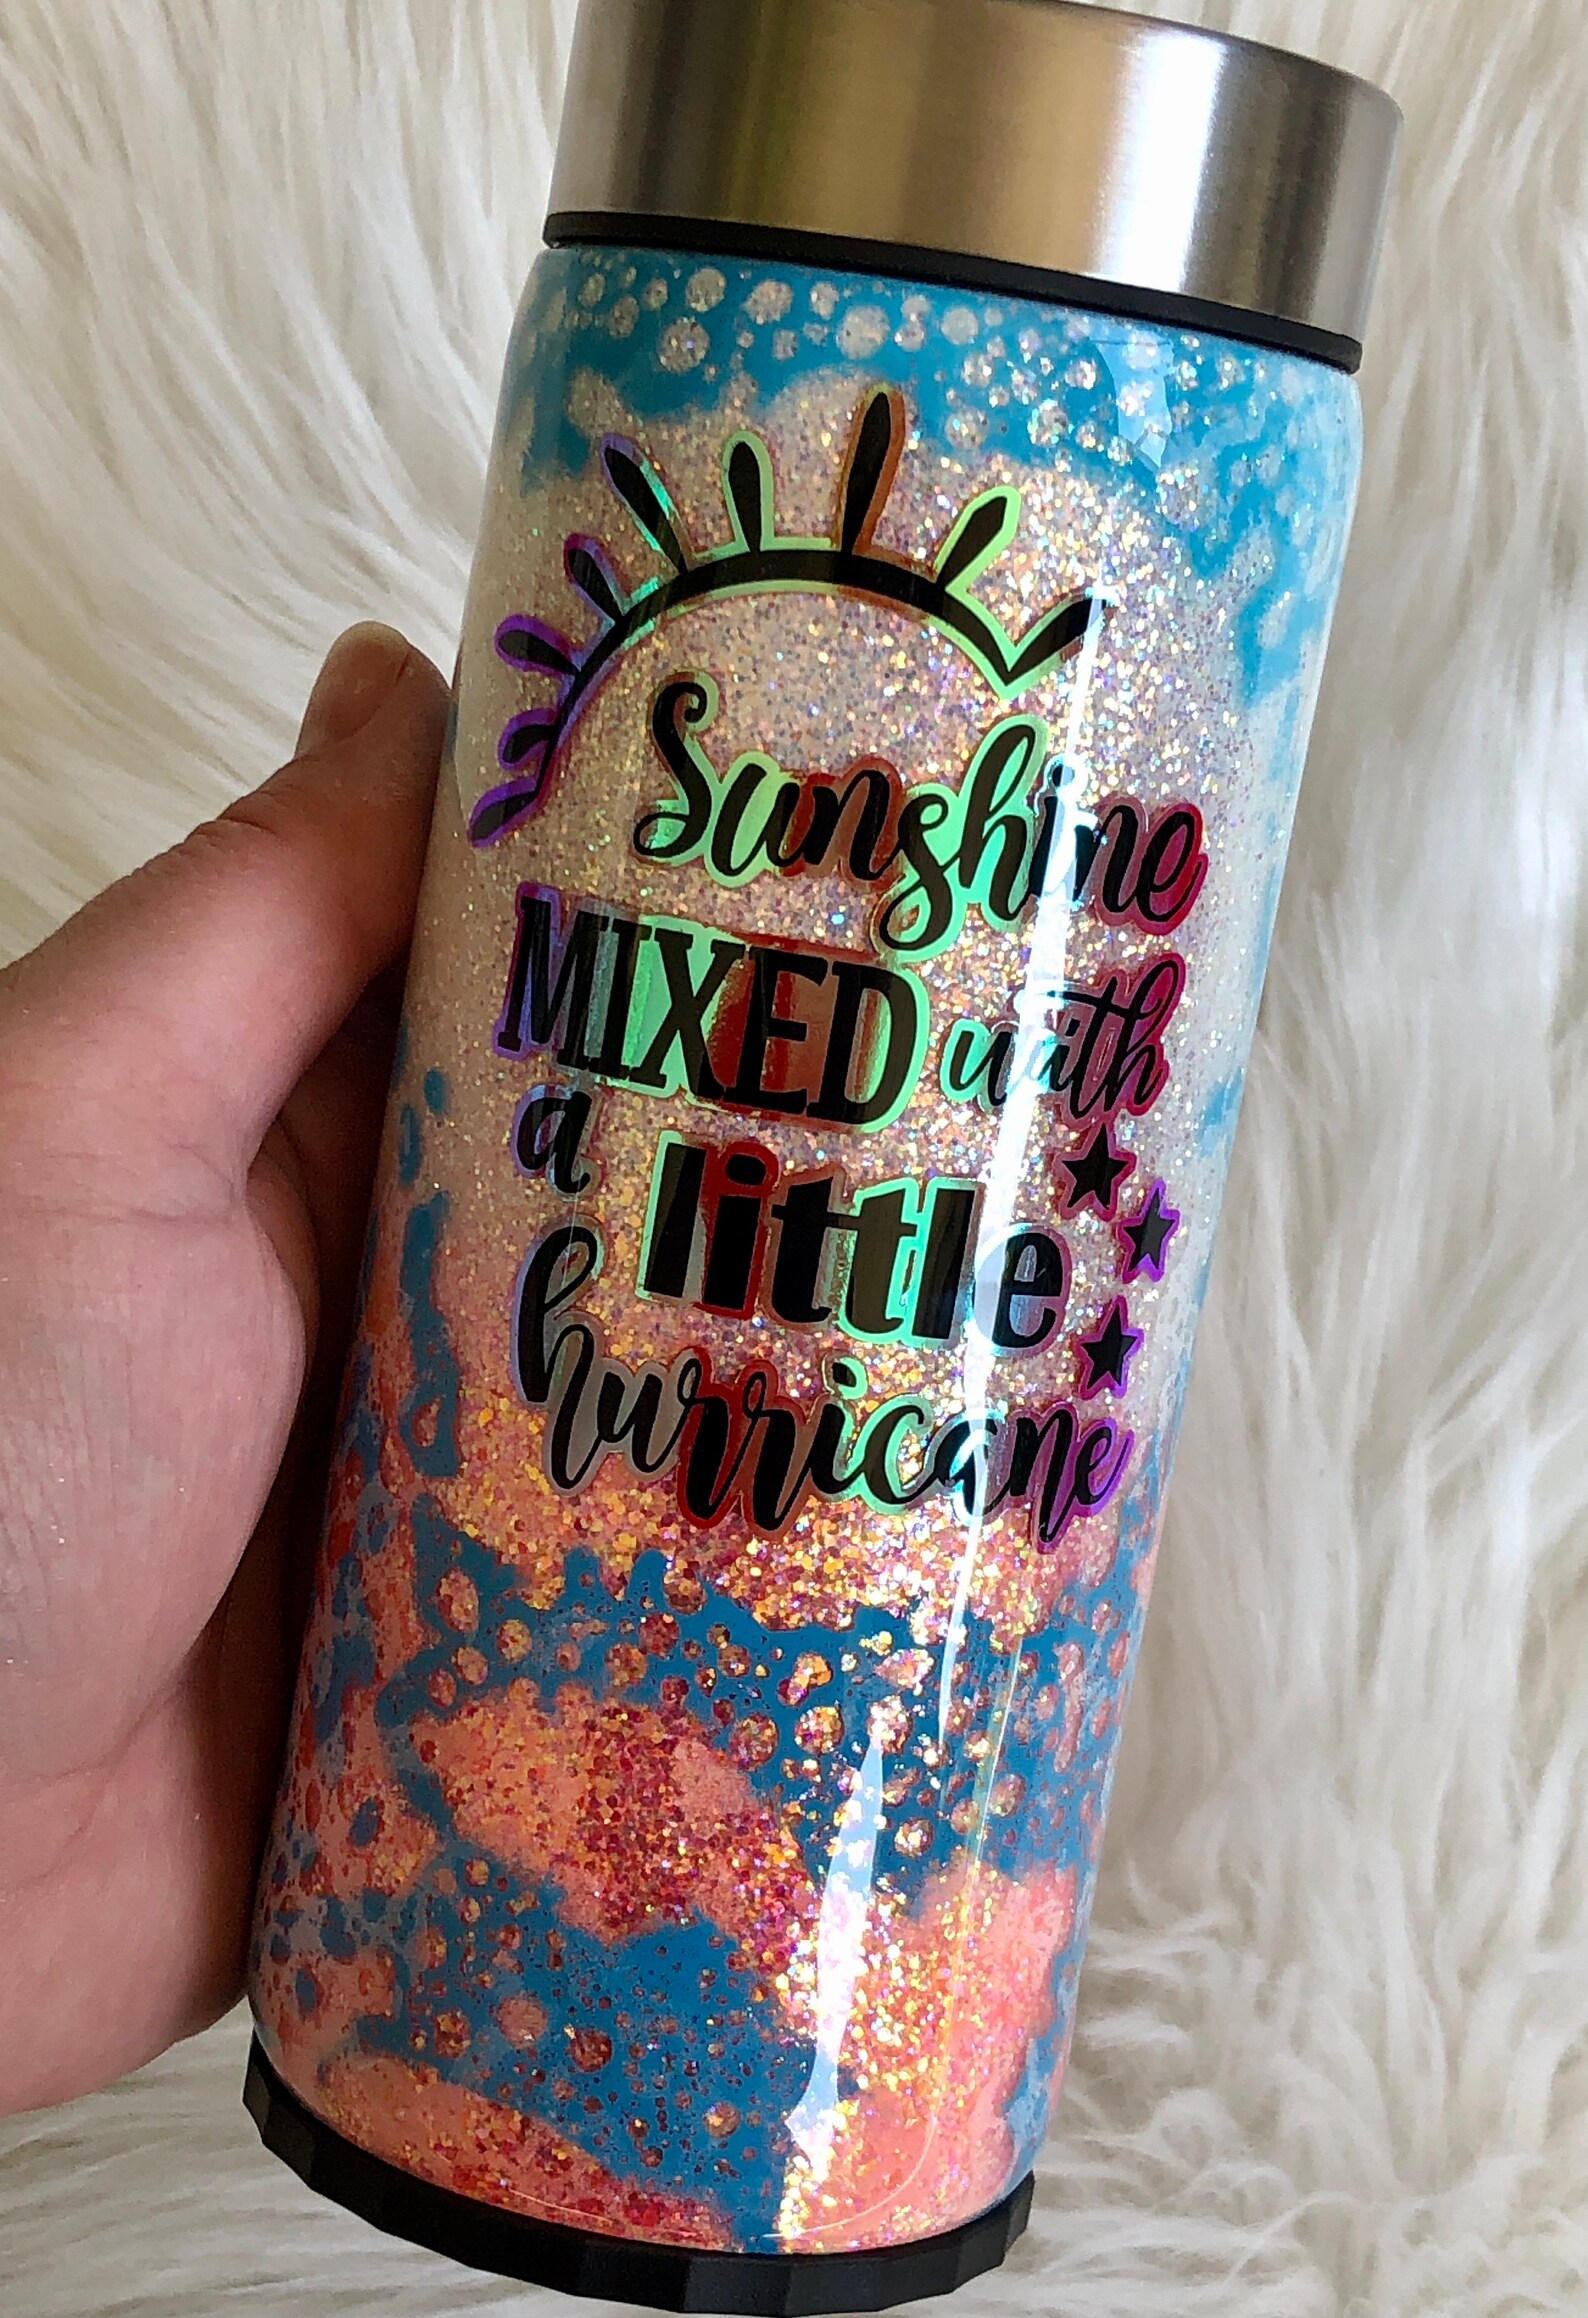 Sunshine
MIXED with
a little
hurricane